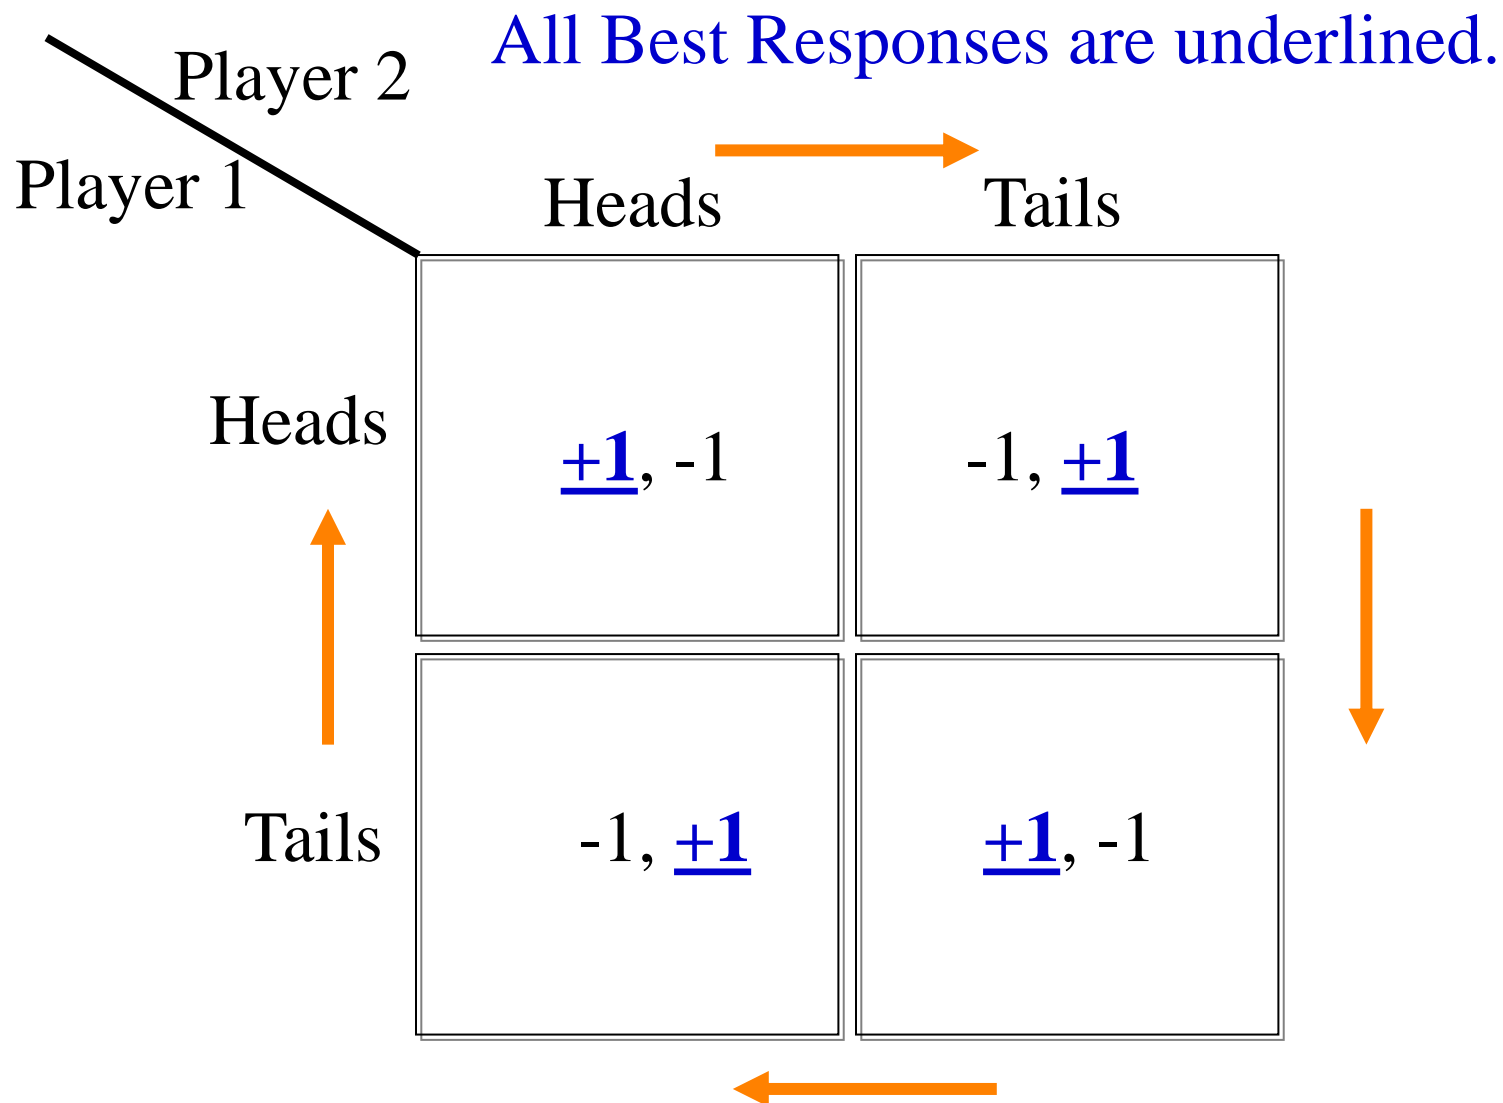 All Best Responses are underlined.
Player 2
Player 1
Heads Tails
Heads
+1, -1 -1, +1
Tails
-1, +1 +1, -1